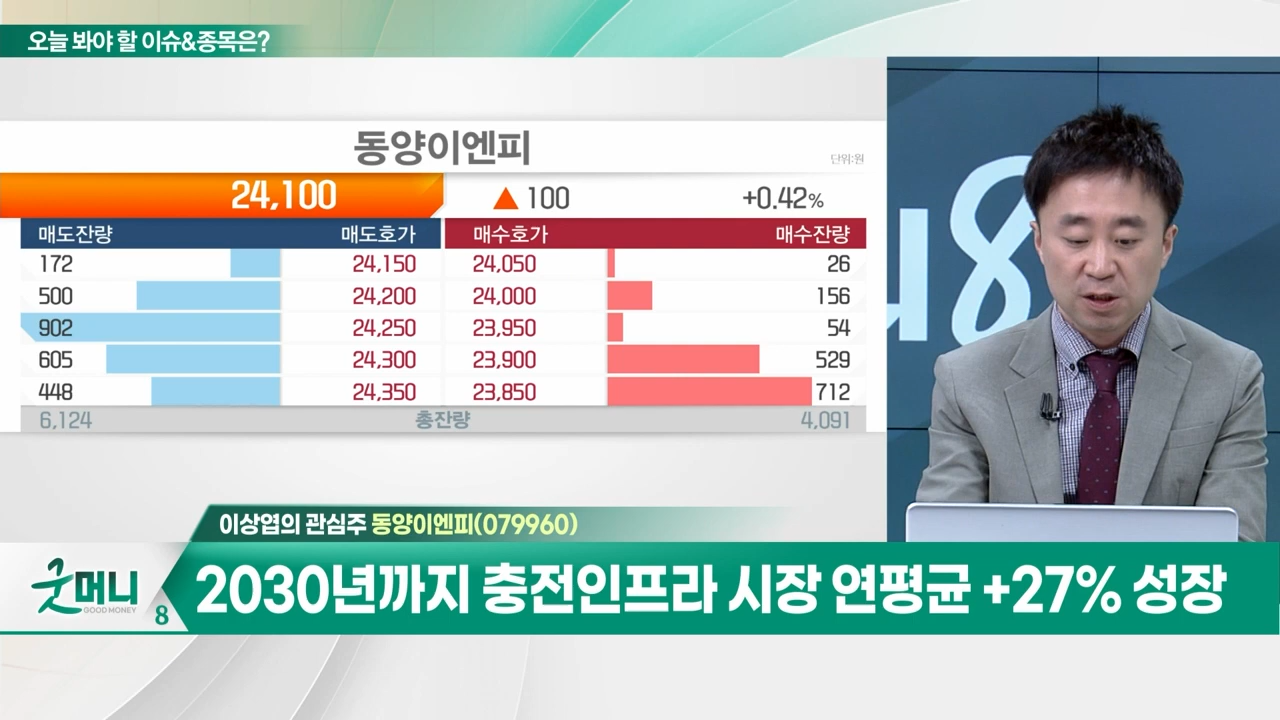 오늘 봐야 할 이슈&종목은?
동양이엔피
단위:원
24,100 ▲ 100 +0.42%
매도잔량 매도호가 매수호가 매수잔량
172 24,150 24,050 26
500 24,200 24,000 156
902 24,250 23,950 54
605 24,300 23,900 529
448 24,350 23,850 712
6,124 총잔량 4,091
이상엽의 관심주 동양이엔피(079960)
굿머니
GOOD MONEY
8
2030년까지 충전인프라 시장 연평균 +27% 성장